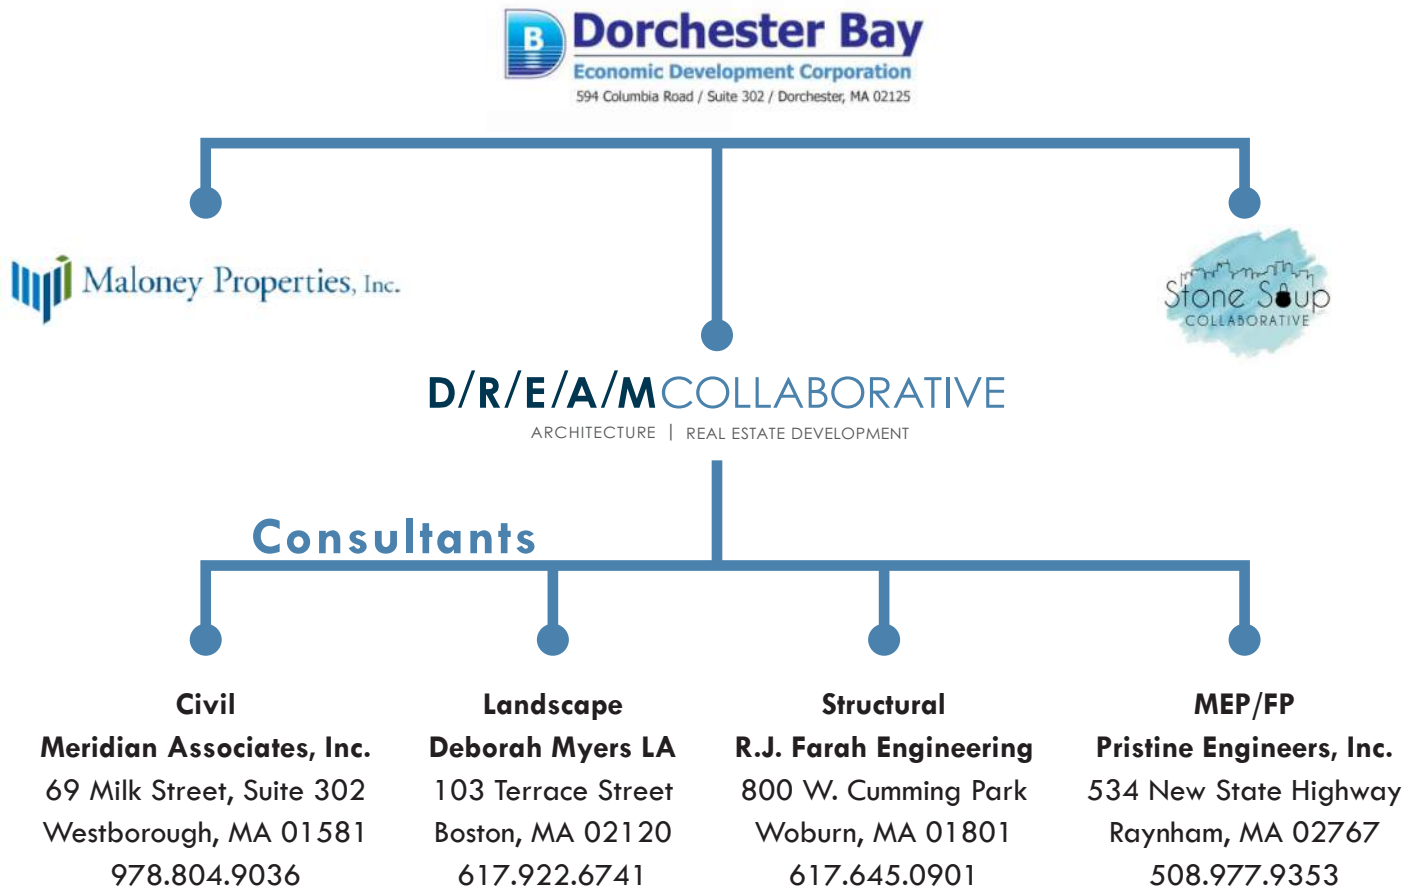 B Dorchester Bay
Economic Development Corporation
594 Columbia Road / Suite 302 / Dorchester, MA 02125
Maloney Properties, Inc.
Stone Soup
COLLABORATIVE
D/R/E/A/MCOLLABORATIVE
ARCHITECTURE | REAL ESTATE DEVELOPMENT
Consultants
Civil
Meridian Associates, Inc.
69 Milk Street, Suite 302
Westborough, MA 01581
978.804.9036
Landscape
Deborah Myers LA
103 Terrace Street
Boston, MA 02120
617.922.6741
Structural
R.J. Farah Engineering
800 W. Cumming Park
Woburn, MA 01801
617.645.0901
MEP/FP
Pristine Engineers, Inc.
534 New State Highway
Raynham, MA 02767
508.977.9353